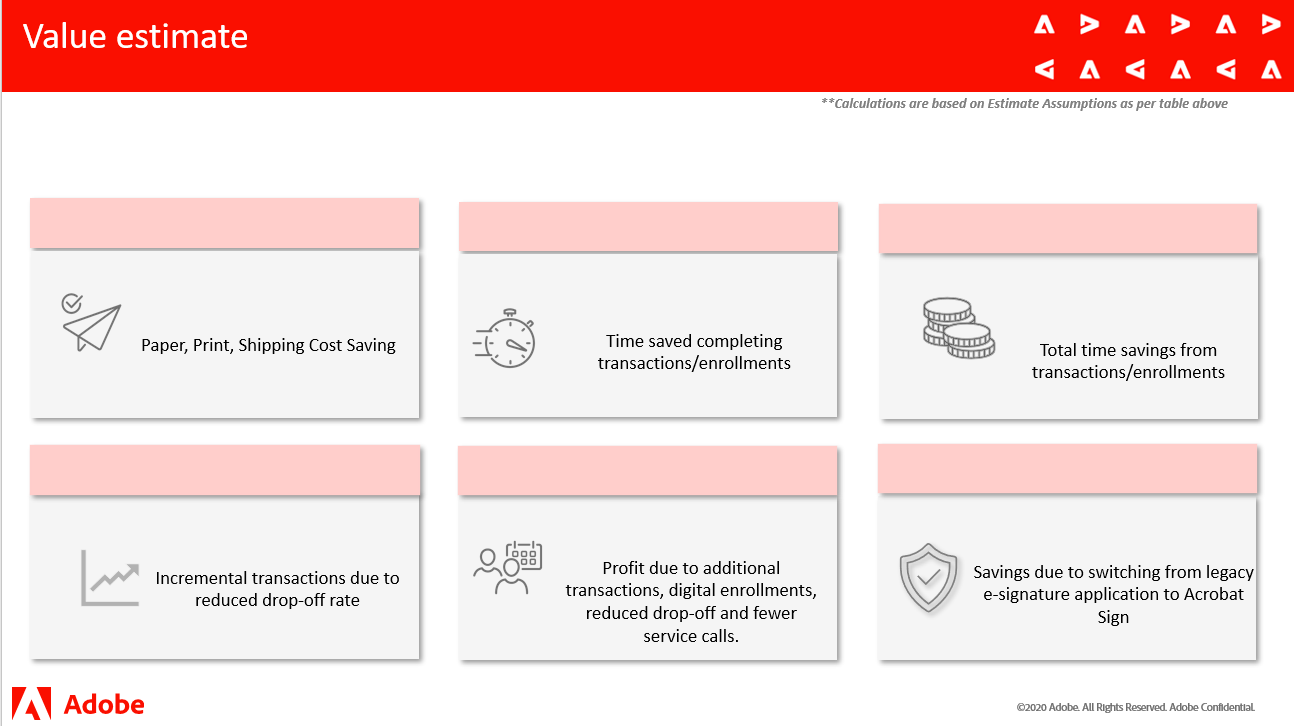 Value estimate
**Calculations are based on Estimate Assumptions as per table above
Paper, Print, Shipping Cost Saving
Time saved completing
transactions/enrollments
Total time savings from
transactions/enrollments
Incremental transactions due to
reduced drop-off rate
Profit due to additional
transactions, digital enrollments,
reduced drop-off and fewer
service calls.
Savings due to switching from legacy
e-signature application to Acrobat
Sign
Adobe
©2020 Adobe. All Rights Reserved. Adobe Confidential.